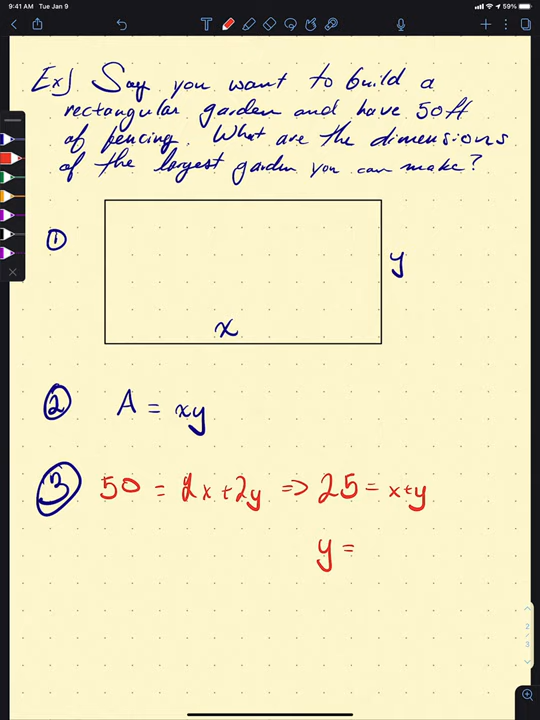 9:41 AM Tue Jan 9
59%
Ex) Say you want to build a
rectangular garden and have 50ft
of fencing. What are the dimensions
of the largest garden you can make?
①
y
x
② A = xy
③ 50 = 2x+2y => 25 = x+y
y =
2
/
3